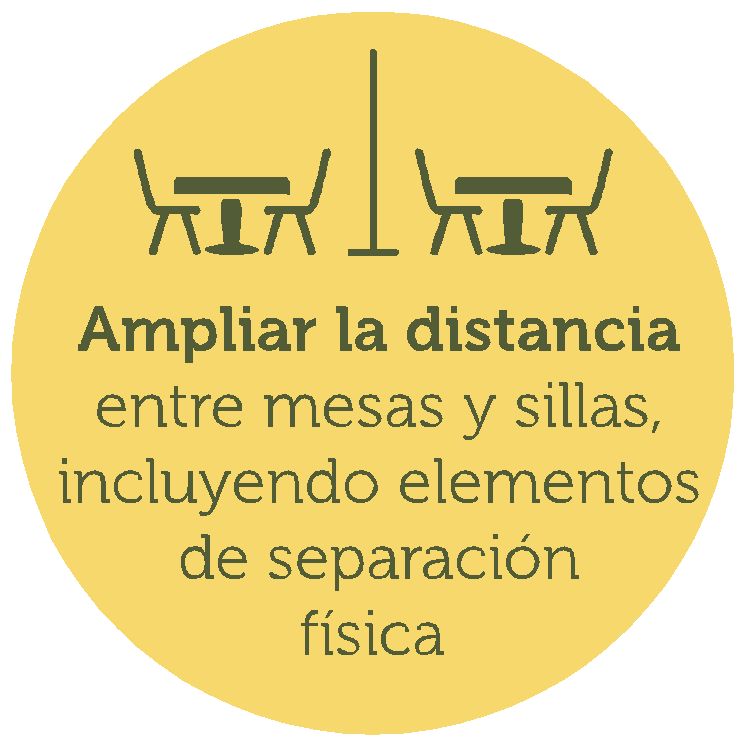 Ampliar la distancia
entre mesas y sillas,
incluyendo elementos
de separación
física